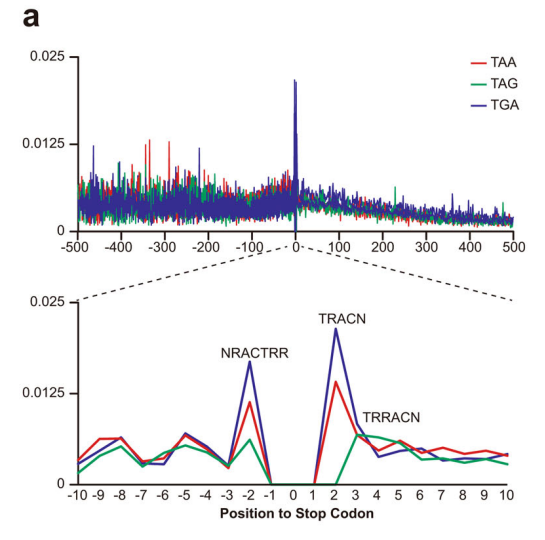 a
0.025
TAA
TAG
TGA
0.0125
0
-500 -400 -300 -200 -100 0 100 200 300 400 500
0.025
TRACN
NRACTRR
0.0125
TRRACN
0
-10 -9 -8 -7 -6 -5 -4 -3 -2 -1 0 1 2 3 4 5 6 7 8 9 10
Position to Stop Codon